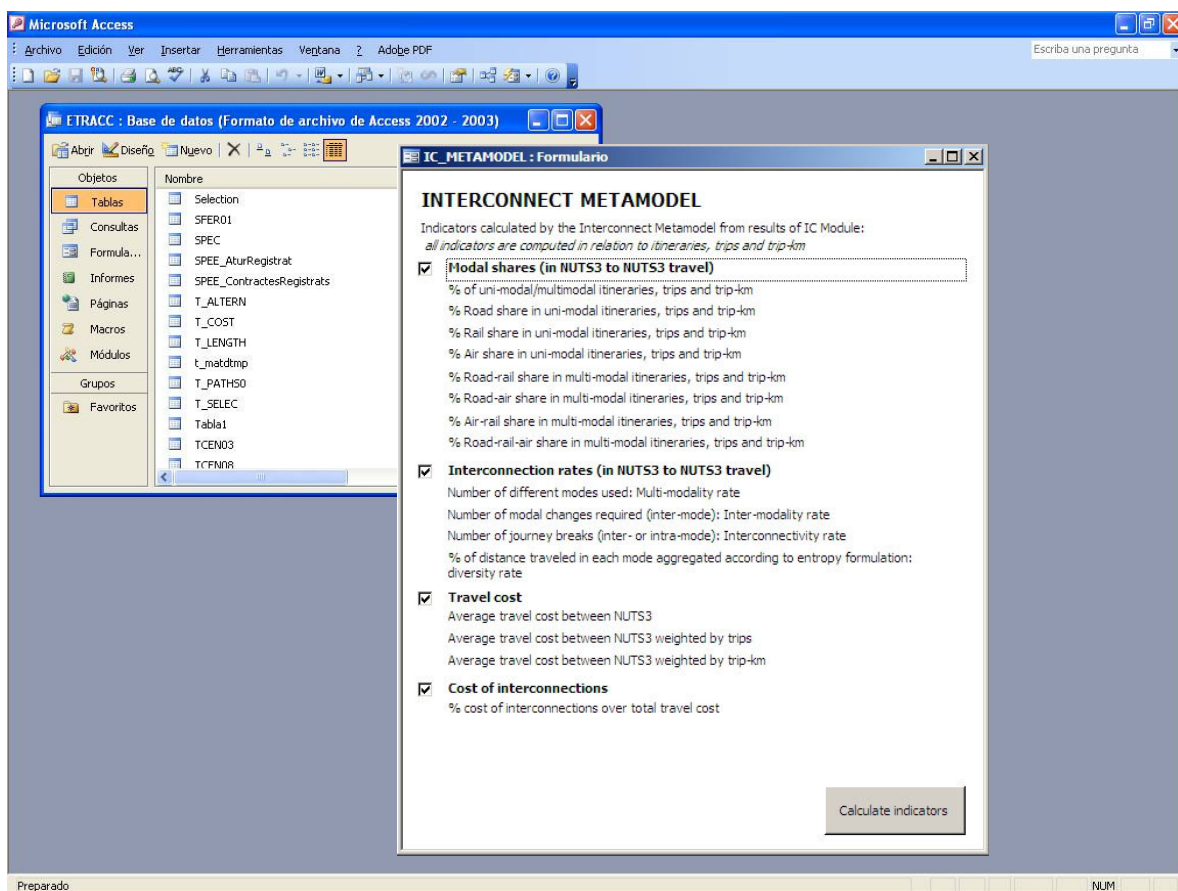 Microsoft Access
Archivo Edición Ver Insertar Herramientas Ventana ? Adobe PDF
Escriba una pregunta
ETRACC : Base de datos (Formato de archivo de Access 2002 - 2003)
Abrir Diseño Nuevo
Objetos
Tablas
Consultas
Formula...
Informes
Páginas
Macros
Módulos
Grupos
Favoritos
Nombre
Selection
SFER01
SPEC
SPEE_AturRegistrat
SPEE_ContractesRegistrats
T_ALTERN
T_COST
T_LENGTH
t_matdtmp
T_PATHS0
T_SELEC
Tabla1
TCEN03
TCEN08
IC_METAMODEL : Formulario
INTERCONNECT METAMODEL
Indicators calculated by the Interconnect Metamodel from results of IC Module:
all indicators are computed in relation to itineraries, trips and trip-km
Modal shares (in NUTS3 to NUTS3 travel)
% of uni-modal/multimodal itineraries, trips and trip-km
% Road share in uni-modal itineraries, trips and trip-km
% Rail share in uni-modal itineraries, trips and trip-km
% Air share in uni-modal itineraries, trips and trip-km
% Road-rail share in multi-modal itineraries, trips and trip-km
% Road-air share in multi-modal itineraries, trips and trip-km
% Air-rail share in multi-modal itineraries, trips and trip-km
% Road-rail-air share in multi-modal itineraries, trips and trip-km
Interconnection rates (in NUTS3 to NUTS3 travel)
Number of different modes used: Multi-modality rate
Number of modal changes required (inter-mode): Inter-modality rate
Number of journey breaks (inter- or intra-mode): Interconnectivity rate
% of distance traveled in each mode aggregated according to entropy formulation:
diversity rate
Travel cost
Average travel cost between NUTS3
Average travel cost between NUTS3 weighted by trips
Average travel cost between NUTS3 weighted by trip-km
Cost of interconnections
% cost of interconnections over total travel cost
Calculate indicators
Preparado
NUM